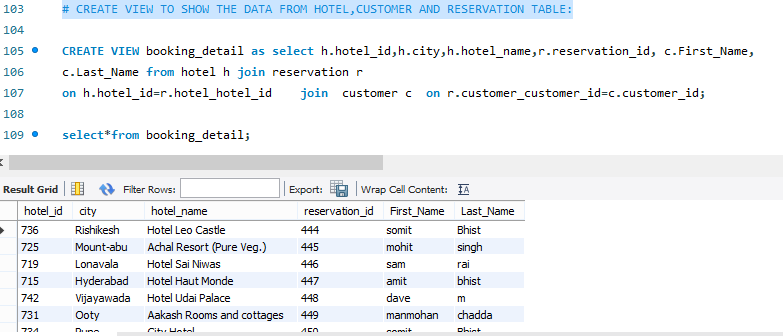 103 # CREATE VIEW TO SHOW THE DATA FROM HOTEL,CUSTOMER AND RESERVATION TABLE:
104
105 CREATE VIEW booking_detail as select h.hotel_id,h.city,h.hotel_name,r.reservation_id, c.First_Name,
106 c.Last_Name from hotel h join reservation r
107 on h.hotel_id=r.hotel_hotel_id join customer c on r.customer_customer_id=c.customer_id;
108
109 select*from booking_detail;
Result Grid Filter Rows: Export: Wrap Cell Content: IA
hotel_id city hotel_name reservation_id First_Name Last_Name
736 Rishikesh Hotel Leo Castle 444 somit Bhist
725 Mount-abu Achal Resort (Pure Veg.) 445 mohit singh
719 Lonavala Hotel Sai Niwas 446 sam rai
715 Hyderabad Hotel Haut Monde 447 amit bhist
742 Vijayawada Hotel Udai Palace 448 dave m
731 Ooty Aakash Rooms and cottages 449 manmohan chadda
734 Pune City Hotel 450 somit Bhist